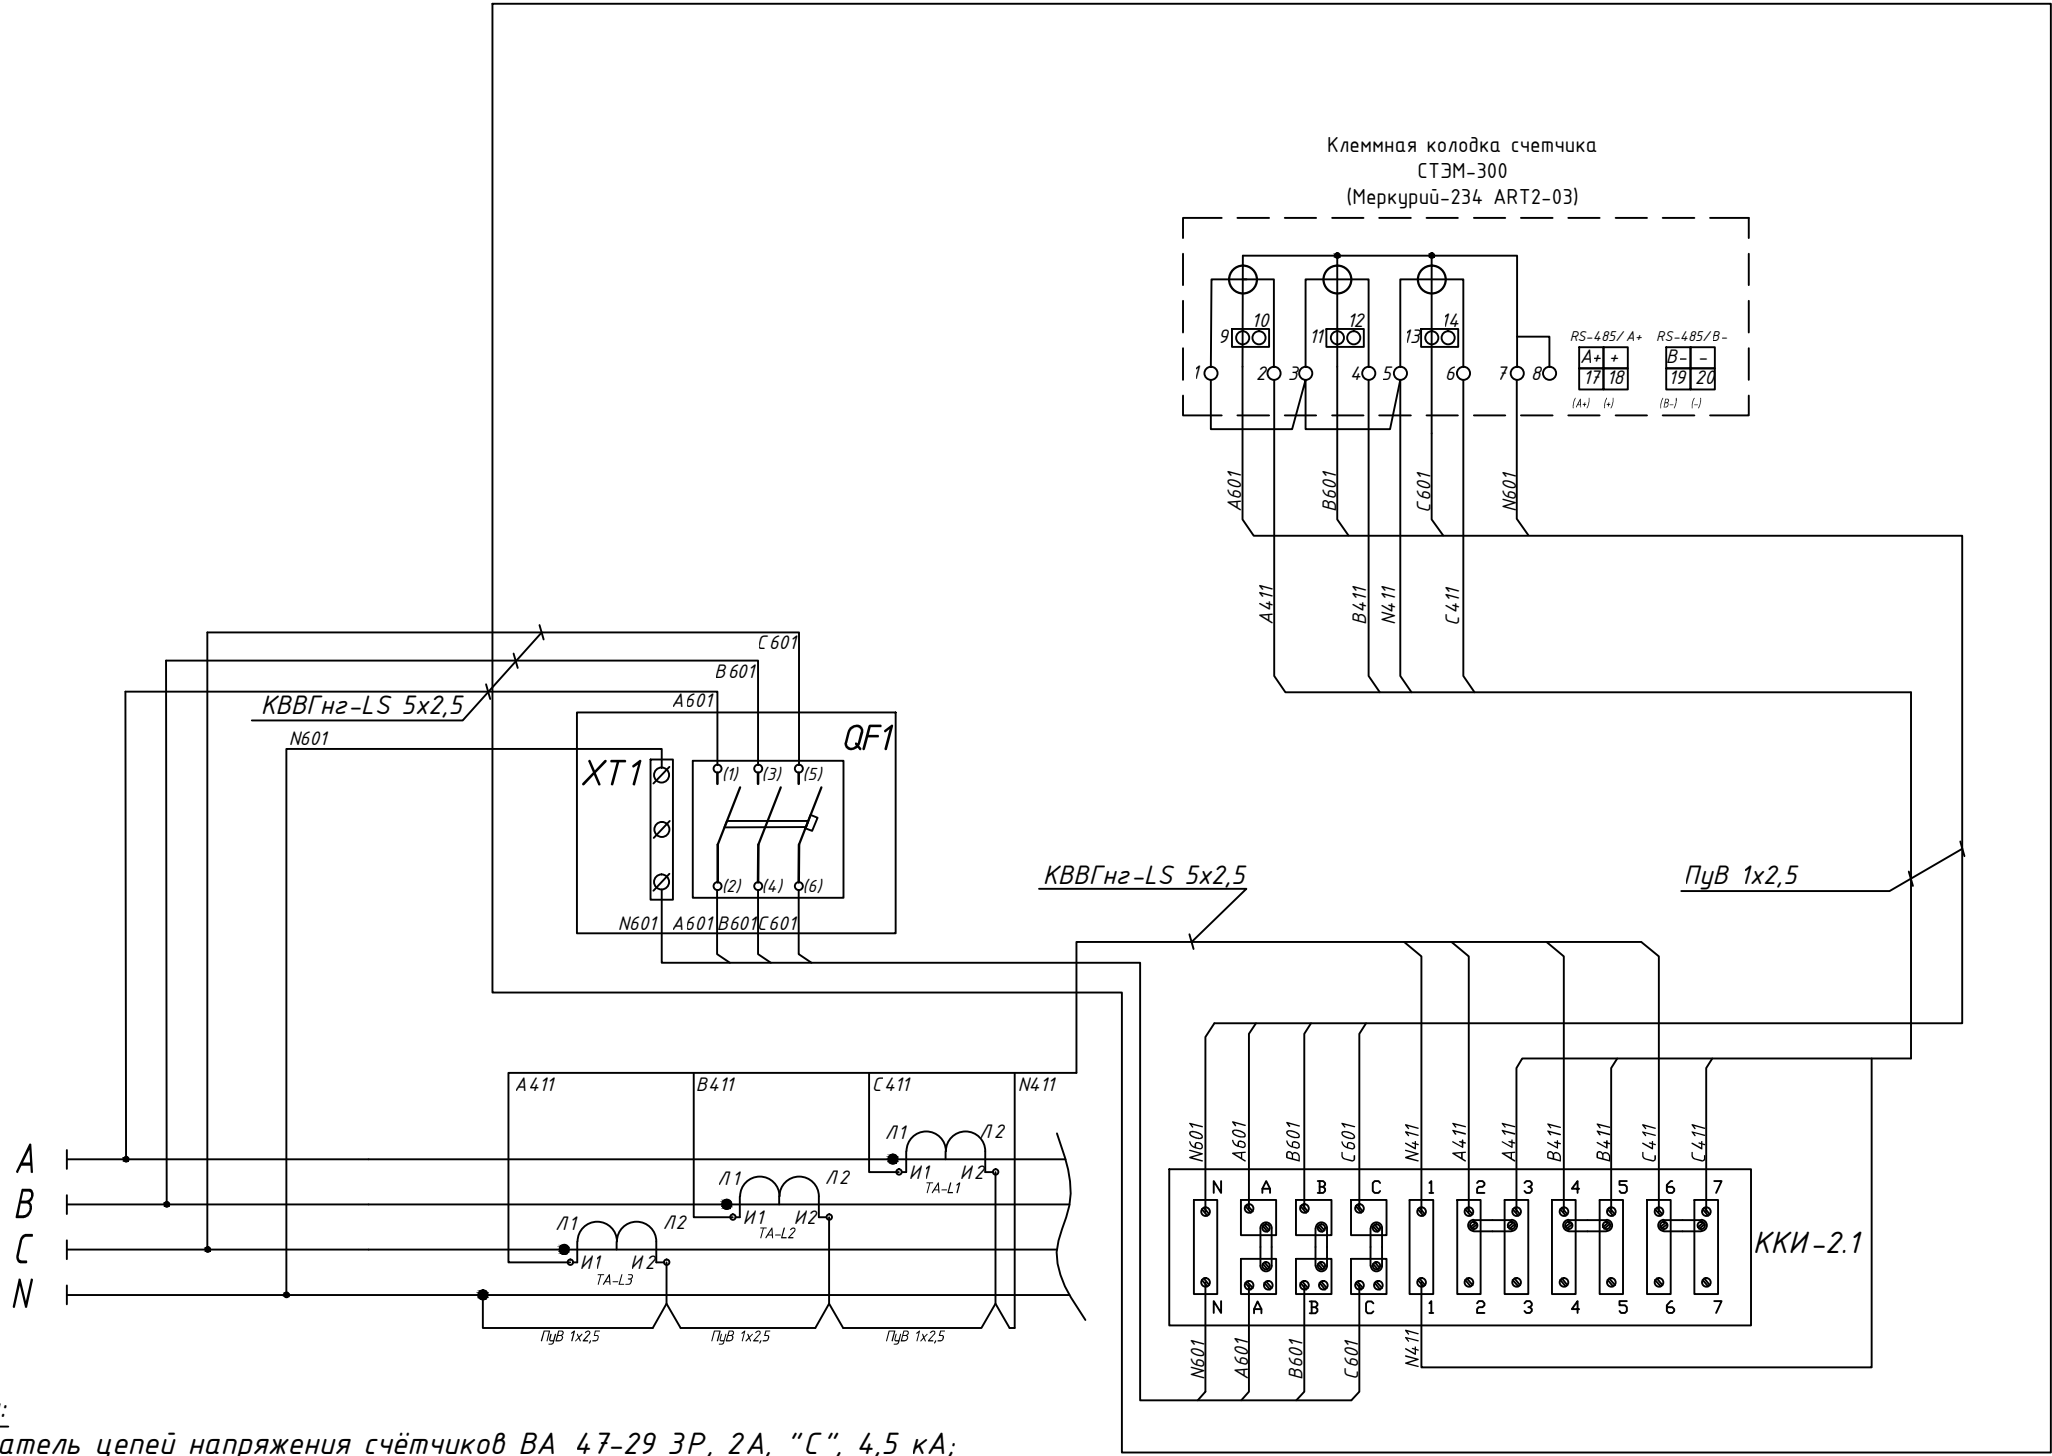 Клеммная колодка счетчика
СТЭМ-300
(Меркурий-234 ART2-03)
9 10 11 12 13 14
RS-485/A+ RS-485/B-
A+ + B- -
1 2 3 4 5 6 7 8
17 18 19 20
(A+) (+) (B-) (-)
A601 B601 C601 N601
A411 B411 N411 C411
C601
B601
A601
КВВГнг-LS 5x2,5
N601
QF1
XT1
(1) (3) (5)
(2) (4) (6)
N601 A601 B601 C601
КВВГнг-LS 5x2,5
ПуВ 1x2,5
A411 B411 C411 N411
N601 A601 B601 C601 N411 A411 A411 B411 B411 C411 C411
A
Л1 Л2
И1 И2
TA-L1
B
Л1 Л2
И1 И2
TA-L2
C
Л1 Л2
И1 И2
TA-L3
N
N A B C 1 2 3 4 5 6 7
ККИ-2.1
N A B C 1 2 3 4 5 6 7
ПуВ 1x2,5 ПуВ 1x2,5 ПуВ 1x2,5
N601 A601 B601 C601 N411
атель цепей напряжения счётчиков ВА 47-29 3Р, 2А, "С", 4,5 кА;